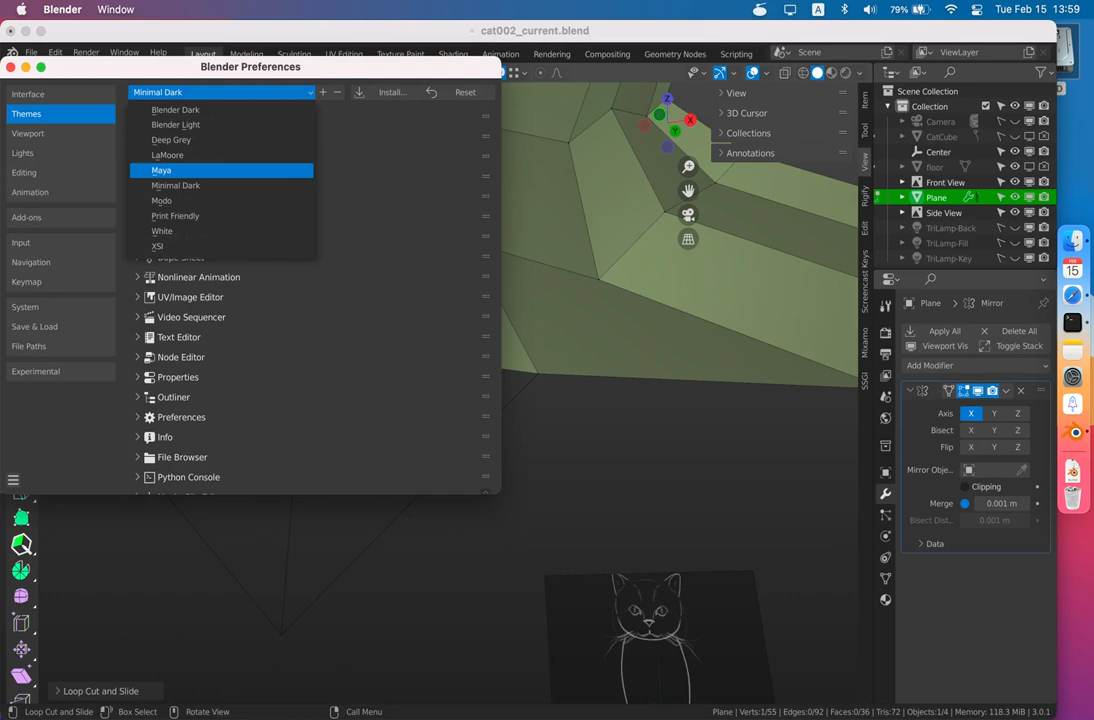 Blender Window
79% A Tue Feb 15 13:59
cat002_current.blend
File Edit Render Window Help Layout Modeling Sculpting UV Editing Texture Paint Shading Animation Rendering Compositing Geometry Nodes Scripting Scene ViewLayer
Blender Preferences
Interface
Themes
Viewport
Lights
Editing
Animation
Add-ons
Input
Navigation
Keymap
System
Save & Load
File Paths
Experimental
Minimal Dark
Install...
Reset
Blender Dark
Blender Light
Deep Grey
LaMoore
Maya
Minimal Dark
Modo
Print Friendly
White
XSI
Nonlinear Animation
UV/Image Editor
Video Sequencer
Text Editor
Node Editor
Properties
Outliner
Preferences
Info
File Browser
Python Console
Z
X
Y
View
3D Cursor
Collections
Annotations
Item
Tool
View
Rigify
Edit
Screencast Keys
Mixamo
SSGI
Scene Collection
Collection
Camera
CatCube
Center
floor
Front View
Plane
Side View
TriLamp-Back
TriLamp-Fill
TriLamp-Key
Plane > Mirror
Apply All
Delete All
Viewport Vis
Toggle Stack
Add Modifier
Axis X Y Z
Bisect X Y Z
Flip X Y Z
Mirror Obje..
Clipping
Merge 0.001 m
Bisect Dist... 0.001 m
Data
FEB
15
Loop Cut and Slide
Loop Cut and Slide Box Select Rotate View Call Menu
Plane | Verts:1/55 | Edges:0/92 | Faces:0/36 | Tris:72 | Objects:1/4 | Memory: 118.3 MiB | 3.0.1